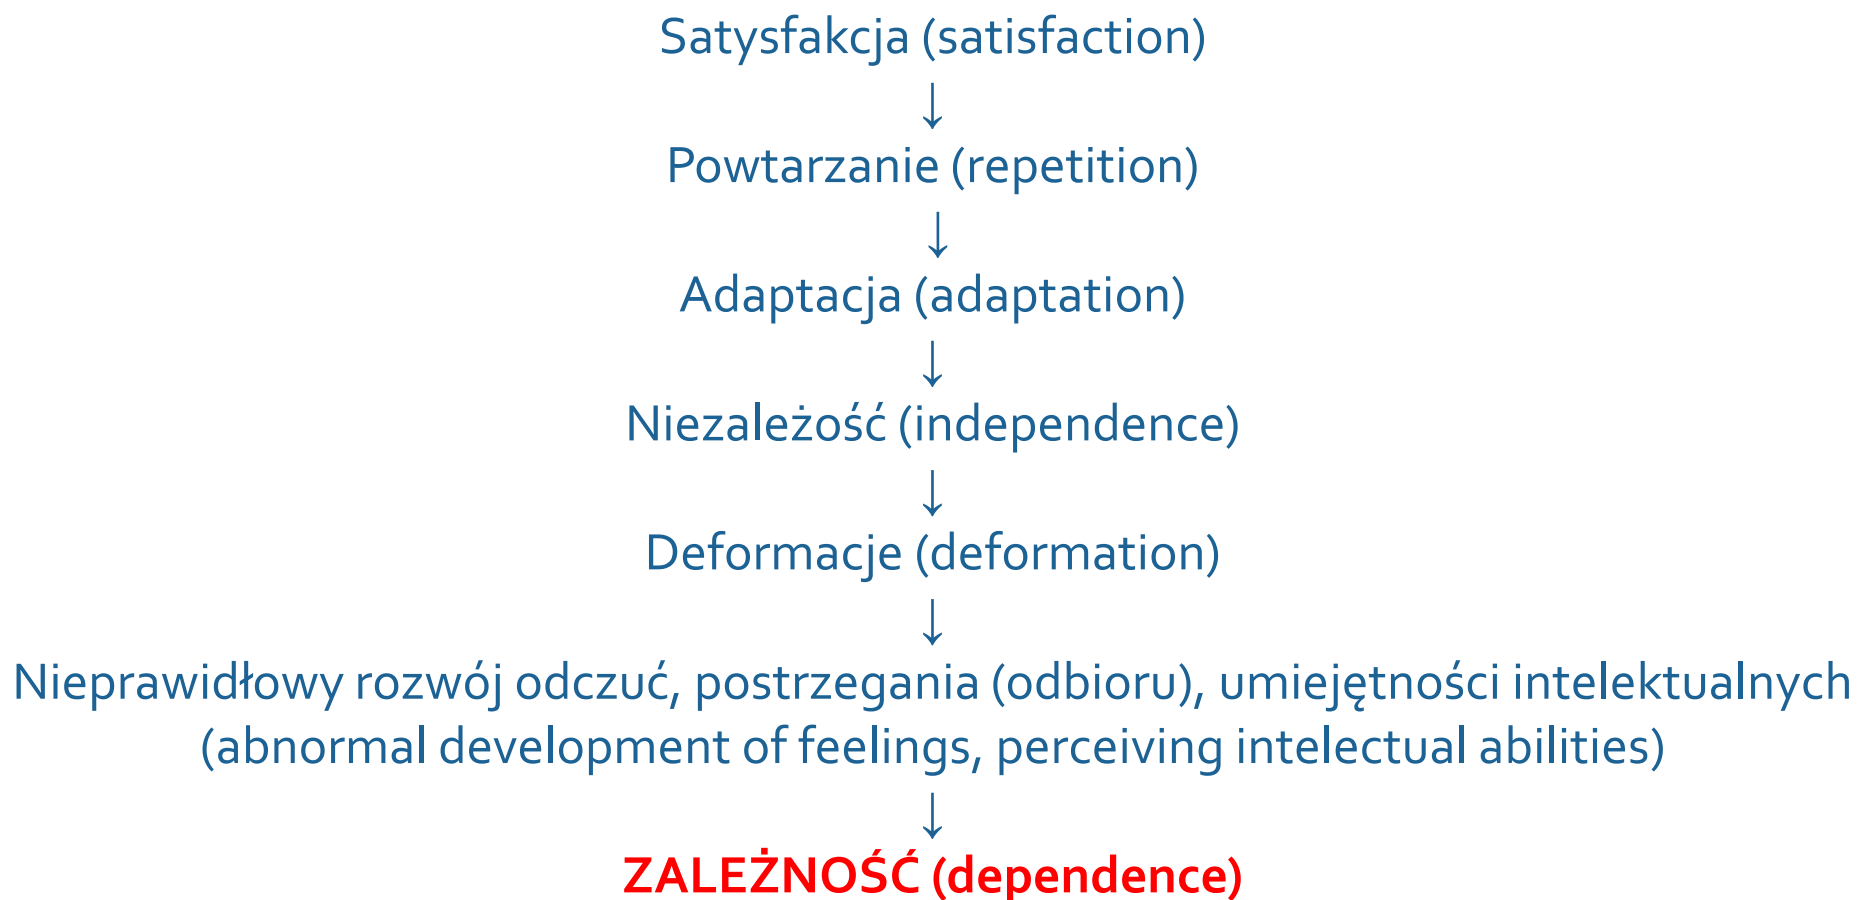 Satysfakcja (satisfaction)
↓
Powtarzanie (repetition)
↓
Adaptacja (adaptation)
↓
Niezależość (independence)
↓
Deformacje (deformation)
↓
Nieprawidłowy rozwój odczuć, postrzegania (odbioru), umiejętności intelektualnych
(abnormal development of feelings, perceiving intelectual abilities)
↓
ZALEŻNOŚĆ (dependence)